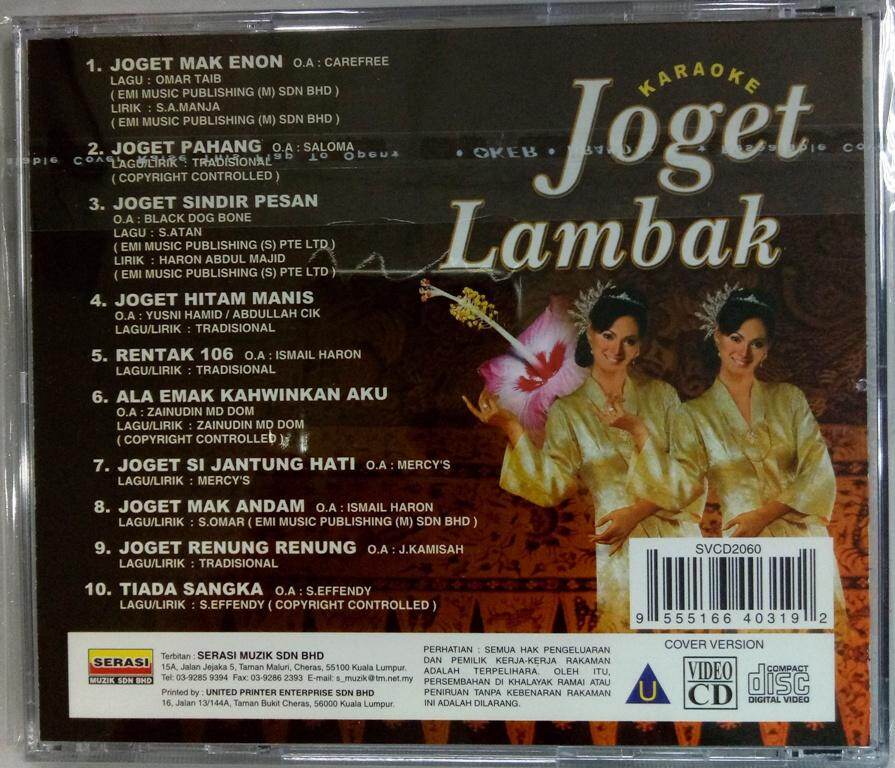 1. JOGET MAK ENON O.A : CAREFREE
LAGU : OMAR TAIB
( EMI MUSIC PUBLISHING (M) SDN BHD )
LIRIK : S.A.MANJA
( EMI MUSIC PUBLISHING (M) SDN BHD )
2. JOGET PAHANG O.A : SALOMA
LAGU/LIRIK : TRADISIONAL
( COPYRIGHT CONTROLLED )
3. JOGET SINDIR PESAN
O.A : BLACK DOG BONE
LAGU : S.ATAN
( EMI MUSIC PUBLISHING (S) PTE LTD )
LIRIK : HARON ABDUL MAJID
( EMI MUSIC PUBLISHING (S) PTE LTD )
4. JOGET HITAM MANIS
O.A : YUSNI HAMID / ABDULLAH CIK
LAGU/LIRIK : TRADISIONAL
5. RENTAK 106 O.A : ISMAIL HARON
LAGU/LIRIK : TRADISIONAL
6. ALA EMAK KAHWINKAN AKU
O.A : ZAINUDIN MD DOM
LAGU/LIRIK : ZAINUDIN MD DOM
( COPYRIGHT CONTROLLED )
7. JOGET SI JANTUNG HATI O.A : MERCY'S
LAGU/LIRIK : MERCY'S
8. JOGET MAK ANDAM O.A : ISMAIL HARON
LAGU/LIRIK : S.OMAR ( EMI MUSIC PUBLISHING (M) SDN BHD )
9. JOGET RENUNG RENUNG O.A : J.KAMISAH
LAGU/LIRIK : TRADISIONAL
10. TIADA SANGKA O.A : S.EFFENDY
LAGU/LIRIK : S.EFFENDY ( COPYRIGHT CONTROLLED )
KARAOKE
Joget
Lambak
To Open
SVCD2060
9 555166 40319 2
SERASI
MUZIK SDN BHD
Terbitan : SERASI MUZIK SDN BHD
15A, Jalan Jejaka 5, Taman Maluri, Cheras, 55100 Kuala Lumpur.
Tel: 03-9285 9394 Fax: 03-9286 2393 E-mail: s_muzik@tm.net.my
Printed by : UNITED PRINTER ENTERPRISE SDN BHD
16, Jalan 13/144A, Taman Bukit Cheras, 56000 Kuala Lumpur.
PERHATIAN : SEMUA HAK PENGELUARAN
DAN PEMILIK KERJA-KERJA RAKAMAN
ADALAH TERPELIHARA. OLEH ITU,
PERSEMBAHAN DI KHALAYAK RAMAI ATAU
PENIRUAN TANPA KEBENARAN RAKAMAN
INI ADALAH DILARANG.
COVER VERSION
U
VIDEO
CD
COMPACT
disc
DIGITAL VIDEO